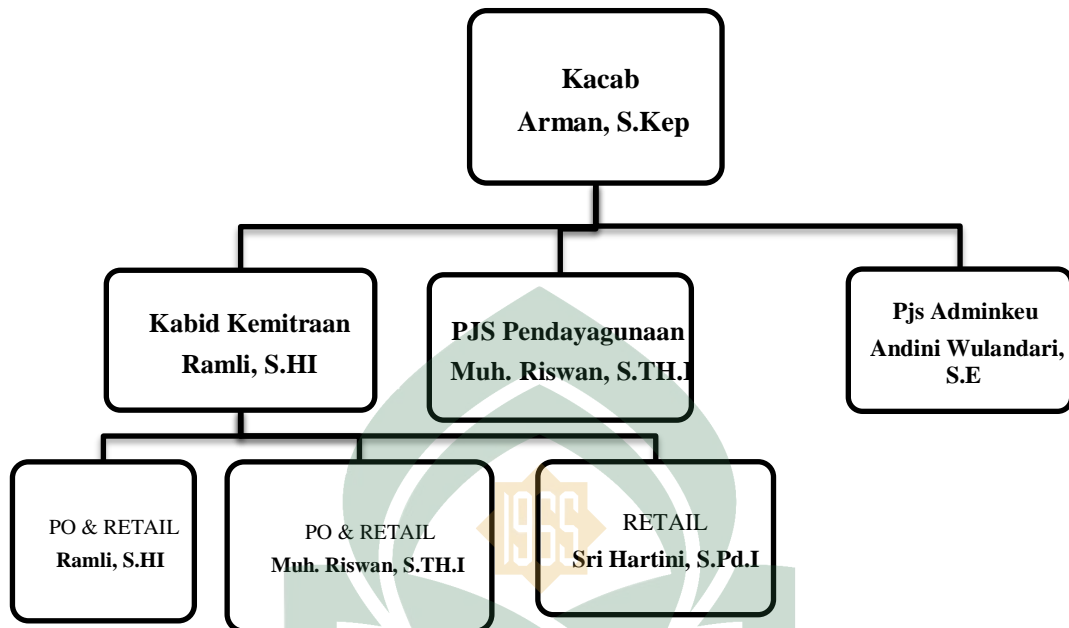 Kacab
Arman, S.Kep
Kabid Kemitraan
Ramli, S.HI
PJS Pendayagunaan
Muh. Riswan, S.TH.I
Pjs Adminkeu
Andini Wulandari,
S.E
PO & RETAIL
Ramli, S.HI
PO & RETAIL
Muh. Riswan, S.TH.I
RETAIL
Sri Hartini, S.Pd.I
1965